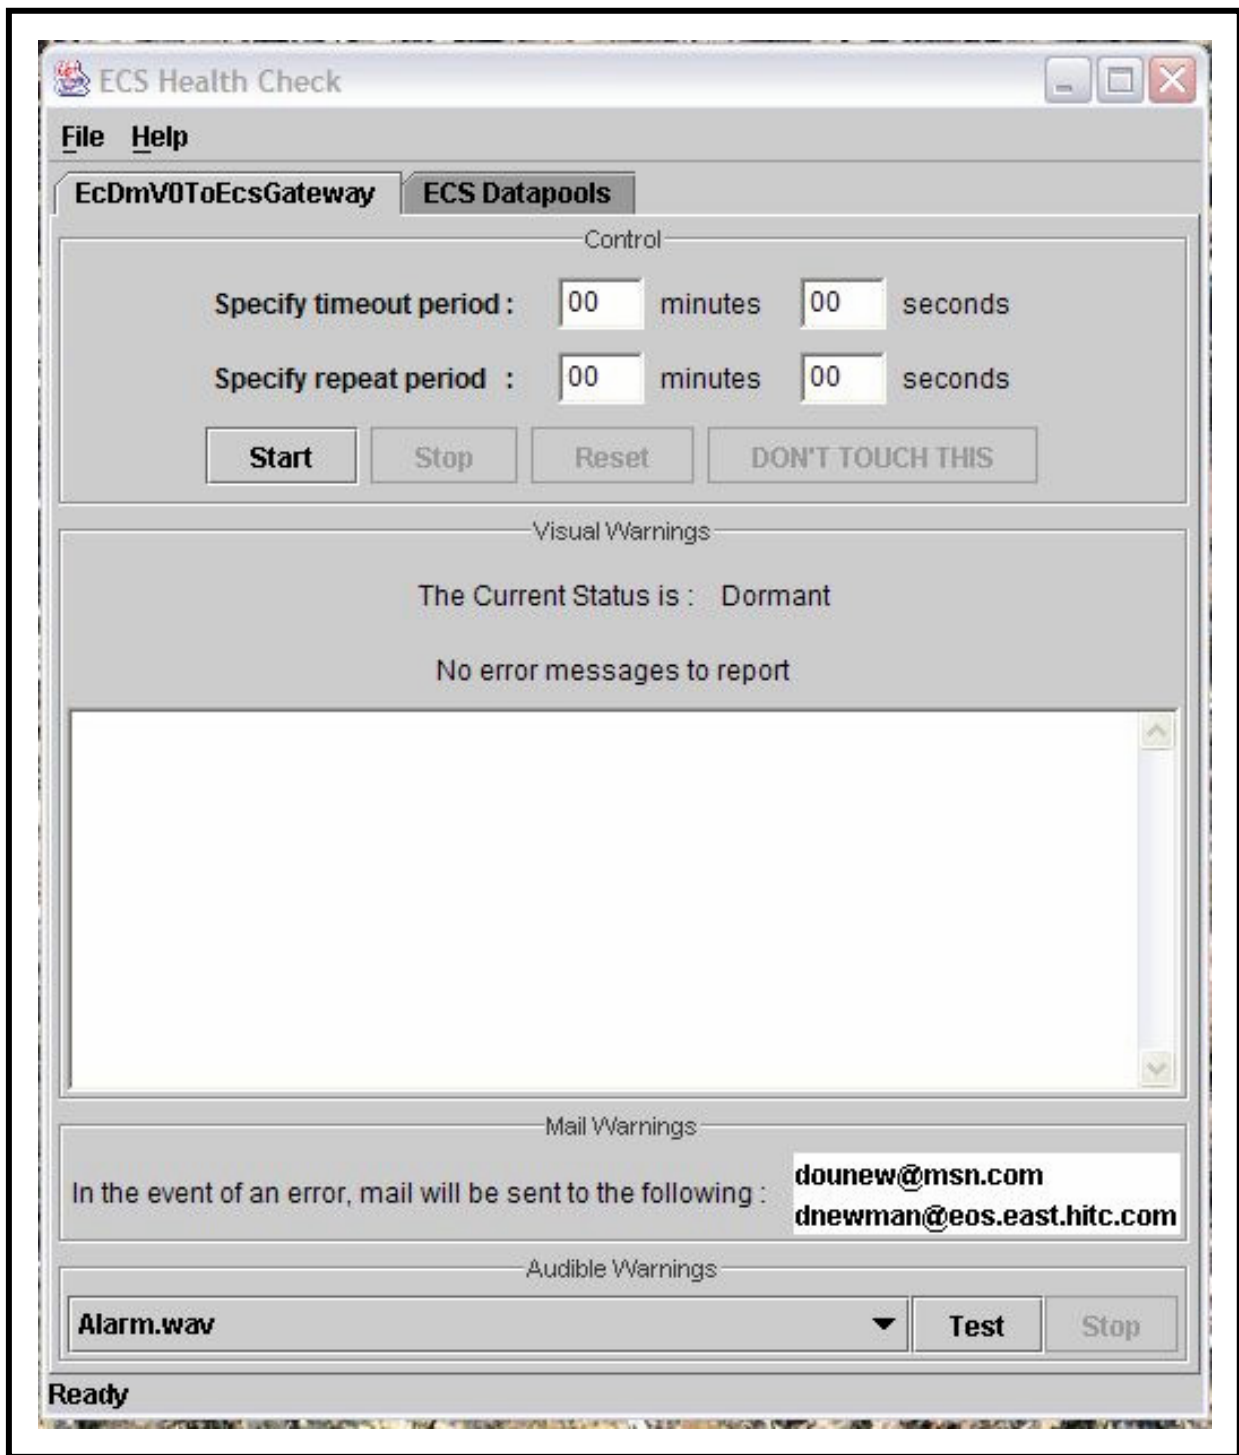 ECS Health Check
File Help
EcDmV0ToEcsGateway ECS Datapools
Control
Specify timeout period : 00 minutes 00 seconds
Specify repeat period : 00 minutes 00 seconds
Start Stop Reset DON'T TOUCH THIS
Visual Warnings
The Current Status is : Dormant
No error messages to report
Mail Warnings
In the event of an error, mail will be sent to the following :
dounew@msn.com
dnewman@eos.east.hitc.com
Audible Warnings
Alarm.wav Test Stop
Ready